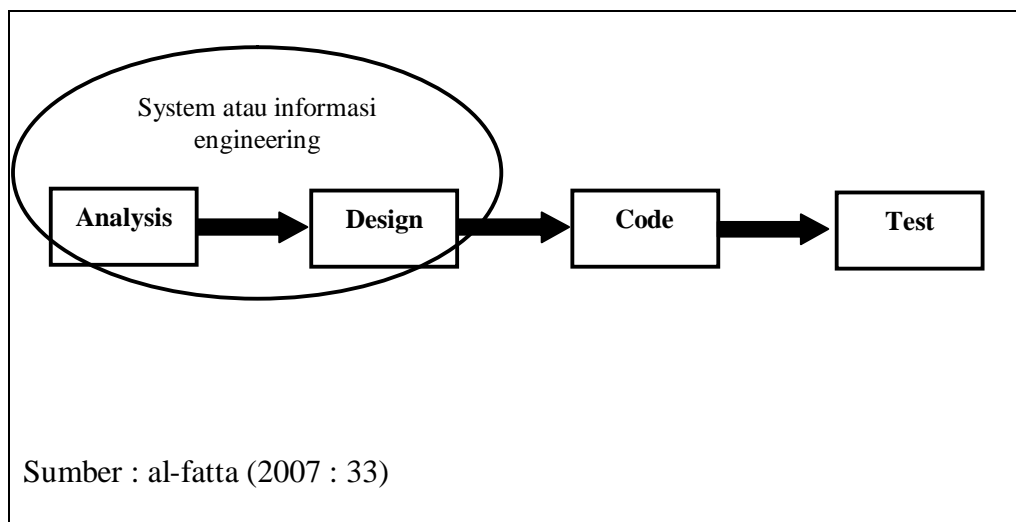 System atau informasi
engineering
Analysis
Design
Code
Test
Sumber : al-fatta (2007 : 33)